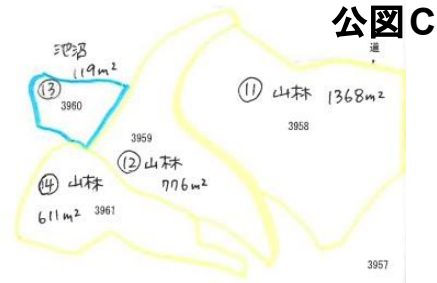 公図C
道
池沼
119m²
⑬
3960
⑪ 山林 1368m²
3958
3959
⑫ 山林
776m²
⑭ 山林
611m² 3961
3957